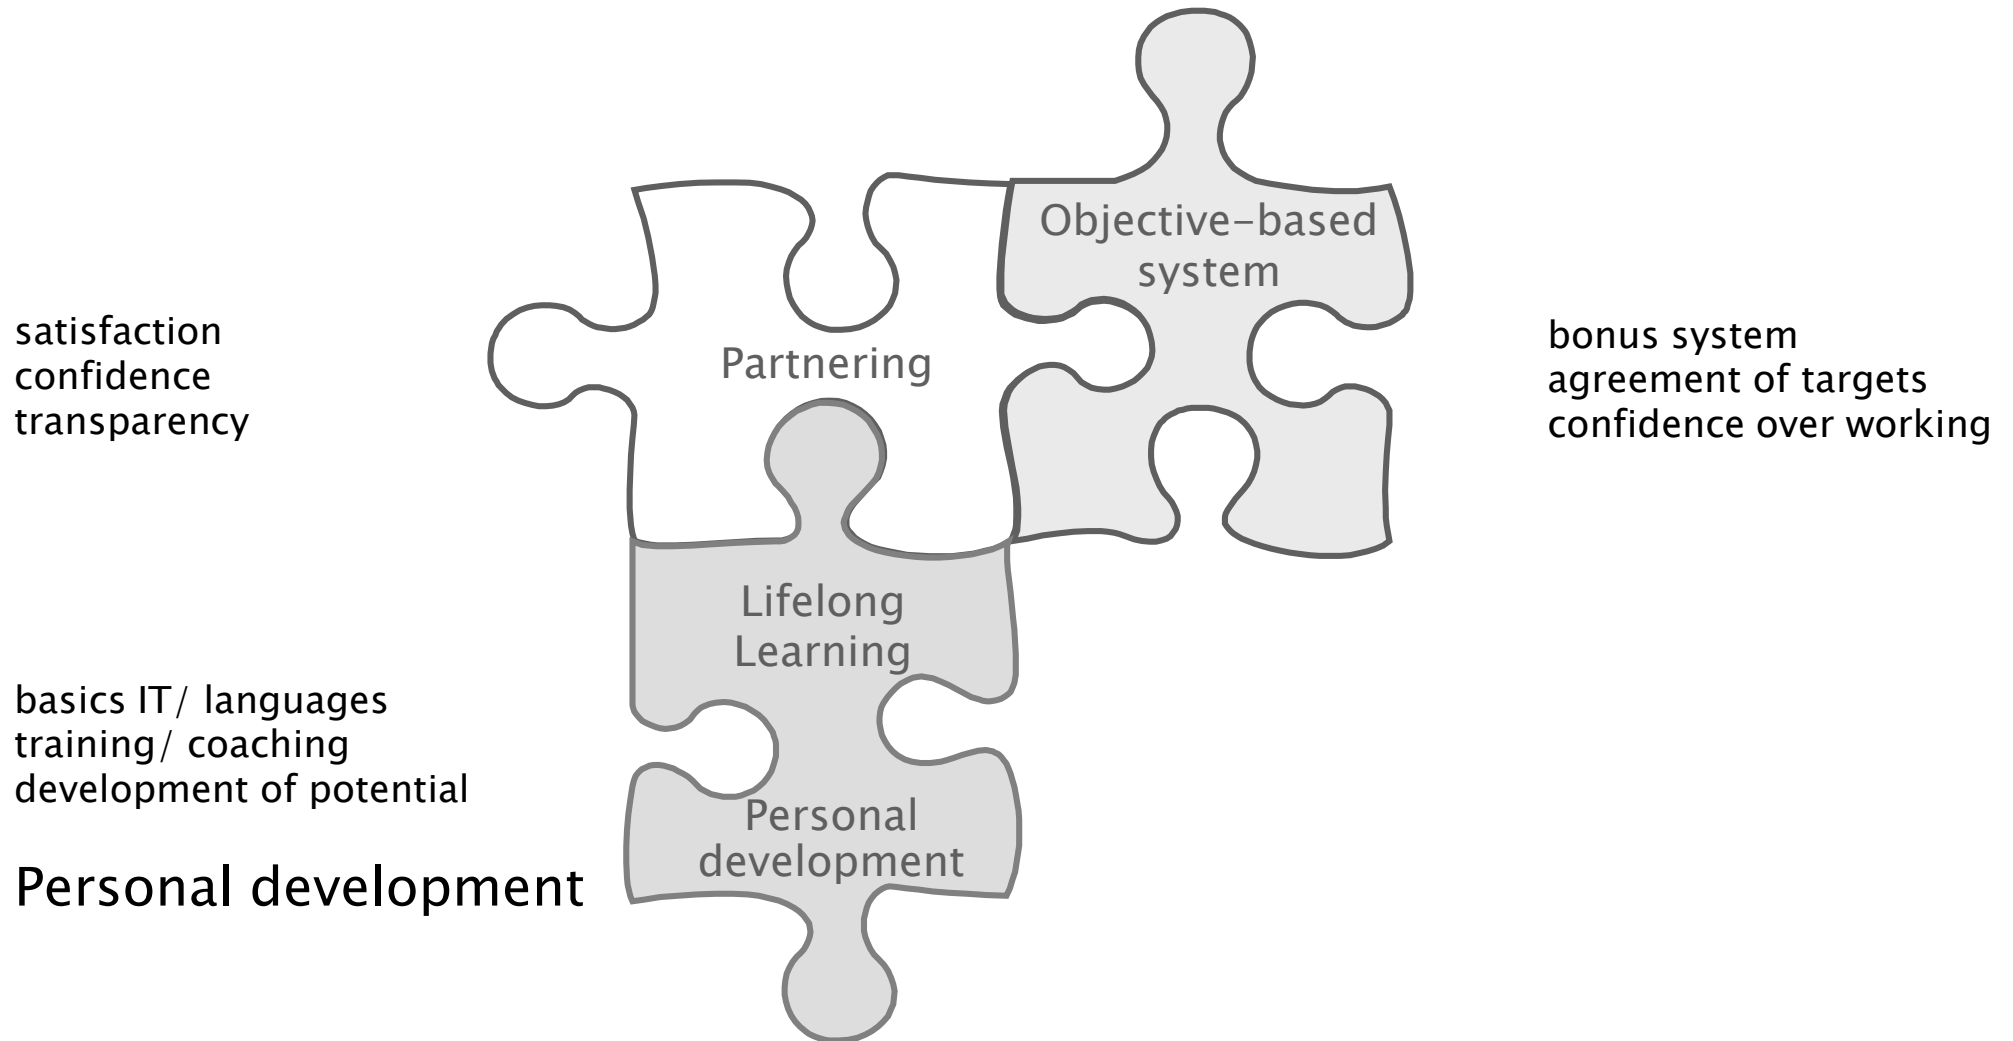 Objective-based
system
satisfaction
confidence
transparency
Partnering
bonus system
agreement of targets
confidence over working
Lifelong
Learning
basics IT/ languages
training/ coaching
development of potential
Personal
development
Personal development